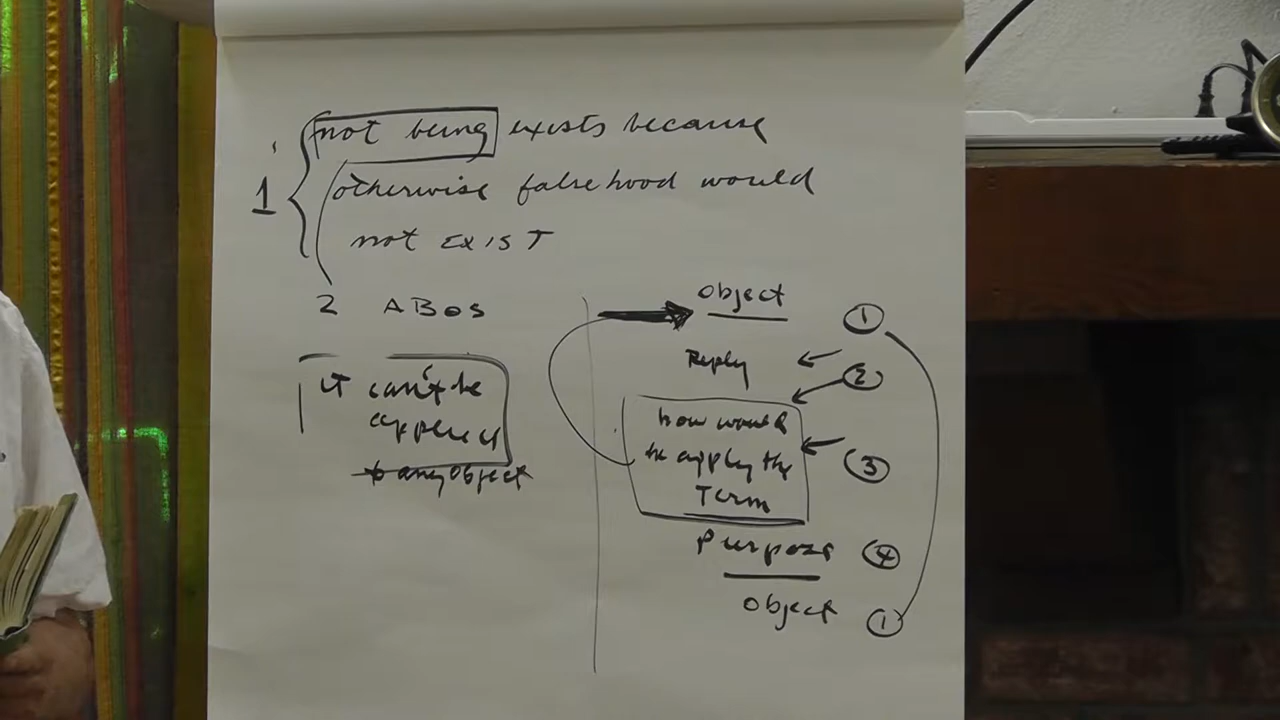 not being exists because
1
otherwise falsehood would
not EXIST
2 ABOS
it can't be
applied
to any object
object ①
Reply ②
how would
he apply the ③
Term
Purpose ④
object ①